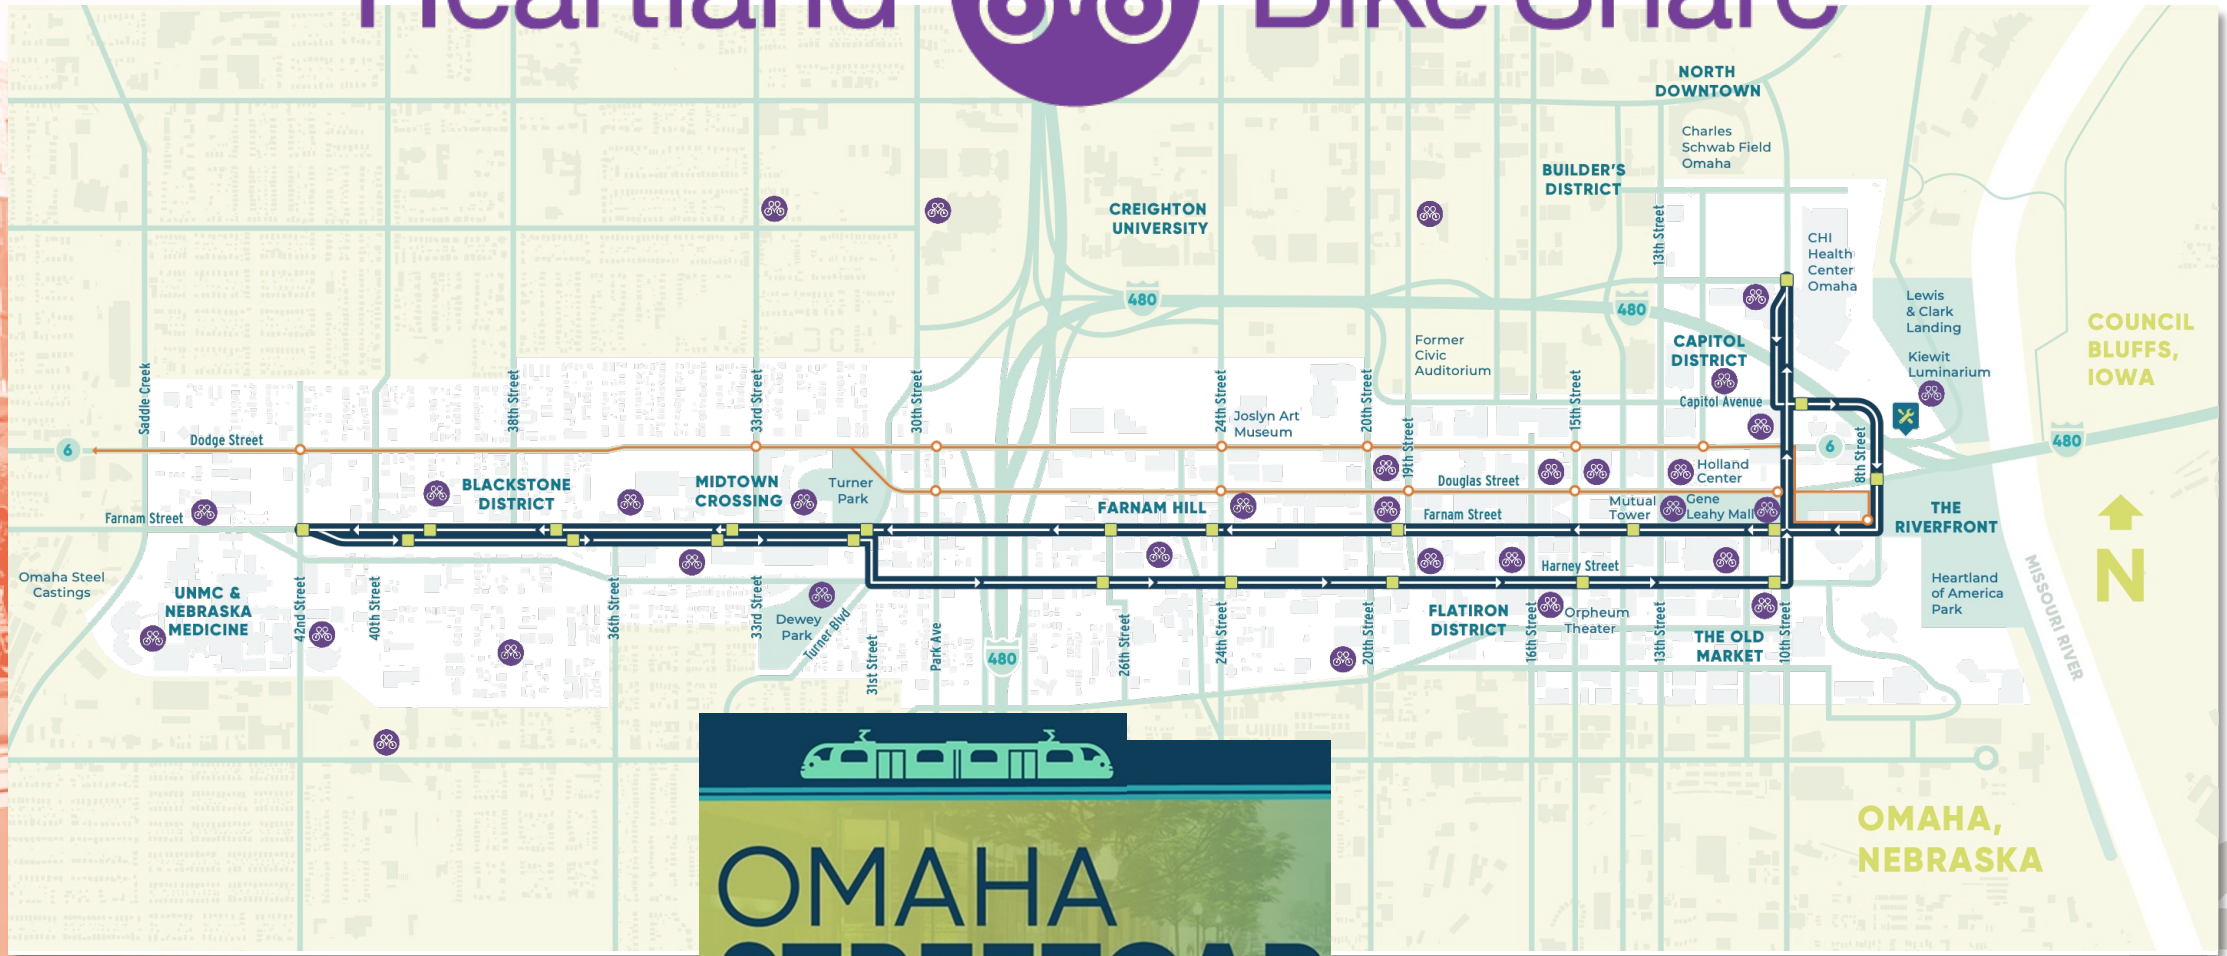 Heartland Bike Share
NORTH
DOWNTOWN
Charles
Schwab Field
Omaha
BUILDER'S
DISTRICT
CREIGHTON
UNIVERSITY
13th Street
CHI
Health
Center
Omaha
480
480
Lewis
& Clark
Landing
COUNCIL
BLUFFS,
IOWA
Former
Civic
Auditorium
CAPITOL
DISTRICT
Kiewit
Luminarium
Saddle Creek
38th Street
33rd Street
30th Street
24th Street
20th Street
19th Street
15th Street
Capitol Avenue
Joslyn Art
Museum
6
Dodge Street
6
8th Street
480
BLACKSTONE
DISTRICT
MIDTOWN
CROSSING
Turner
Park
Holland
Center
Douglas Street
Farnam Street
FARNAM HILL
Farnam Street
Mutual
Tower
Gene
Leahy Mall
THE
RIVERFRONT
N
Omaha Steel
Castings
UNMC &
NEBRASKA
MEDICINE
42nd Street
40th Street
36th Street
33rd Street
Dewey
Park
Turner Blvd
31st Street
Park Ave
480
26th Street
24th Street
20th Street
Harney Street
FLATIRON
DISTRICT
16th Street
Orpheum
Theater
13th Street
THE OLD
MARKET
10th Street
Heartland
of America
Park
MISSOURI RIVER
OMAHA,
NEBRASKA
OMAHA
STREETCAR